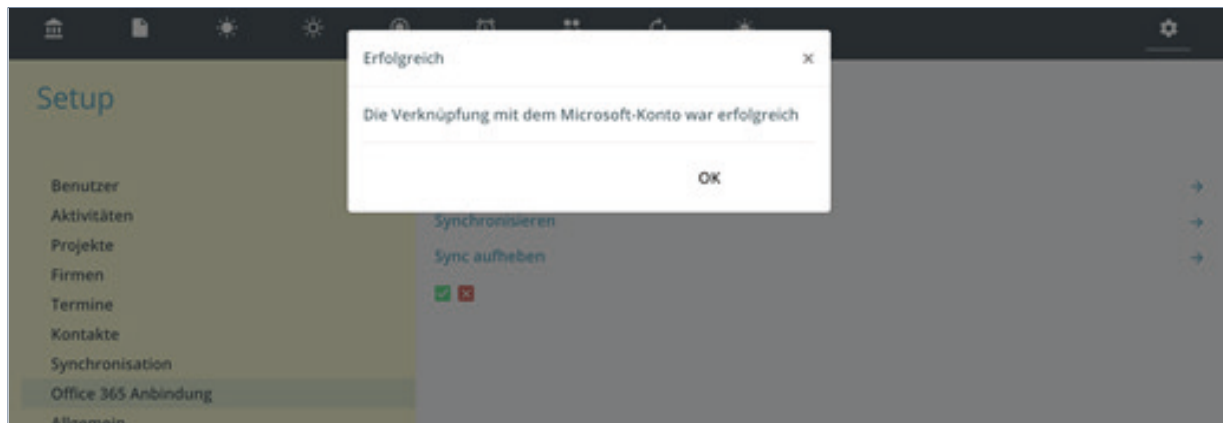 Erfolgreich
Die Verknüpfung mit dem Microsoft-Konto war erfolgreich
OK
Setup
Benutzer
Aktivitäten
Projekte
Firmen
Termine
Kontakte
Synchronisation
Office 365 Anbindung
Allgemein
Synchronisieren
Sync aufheben